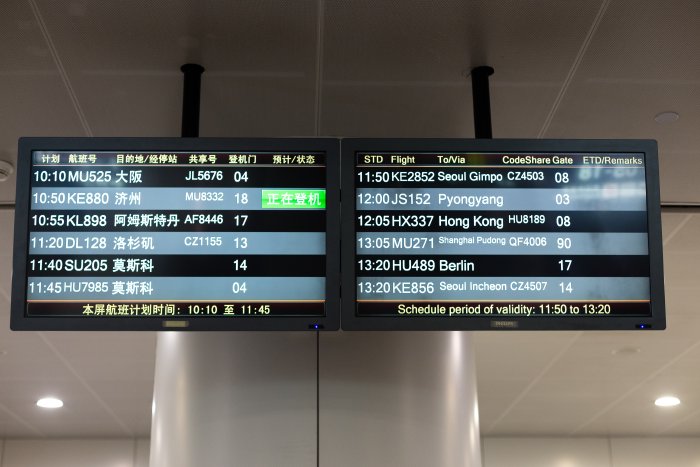 计划 航班号 目的地/经停站 共享号 登机门 预计/状态
10:10 MU525 大阪 JL5676 04
10:50 KE880 济州 MU8332 18 正在登机
10:55 KL898 阿姆斯特丹 AF8446 17
11:20 DL128 洛杉矶 CZ1155 13
11:40 SU205 莫斯科 14
11:45 HU7985 莫斯科 04
本屏航班计划时间：10:10 至 11:45
STD Flight To/Via CodeShare Gate ETD/Remarks
11:50 KE2852 Seoul Gimpo CZ4503 08
12:00 JS152 Pyongyang 03
12:05 HX337 Hong Kong HU8189 08
13:05 MU271 Shanghai Pudong QF4006 90
13:20 HU489 Berlin 17
13:20 KE856 Seoul Incheon CZ4507 14
Schedule period of validity: 11:50 to 13:20
PHILIPS